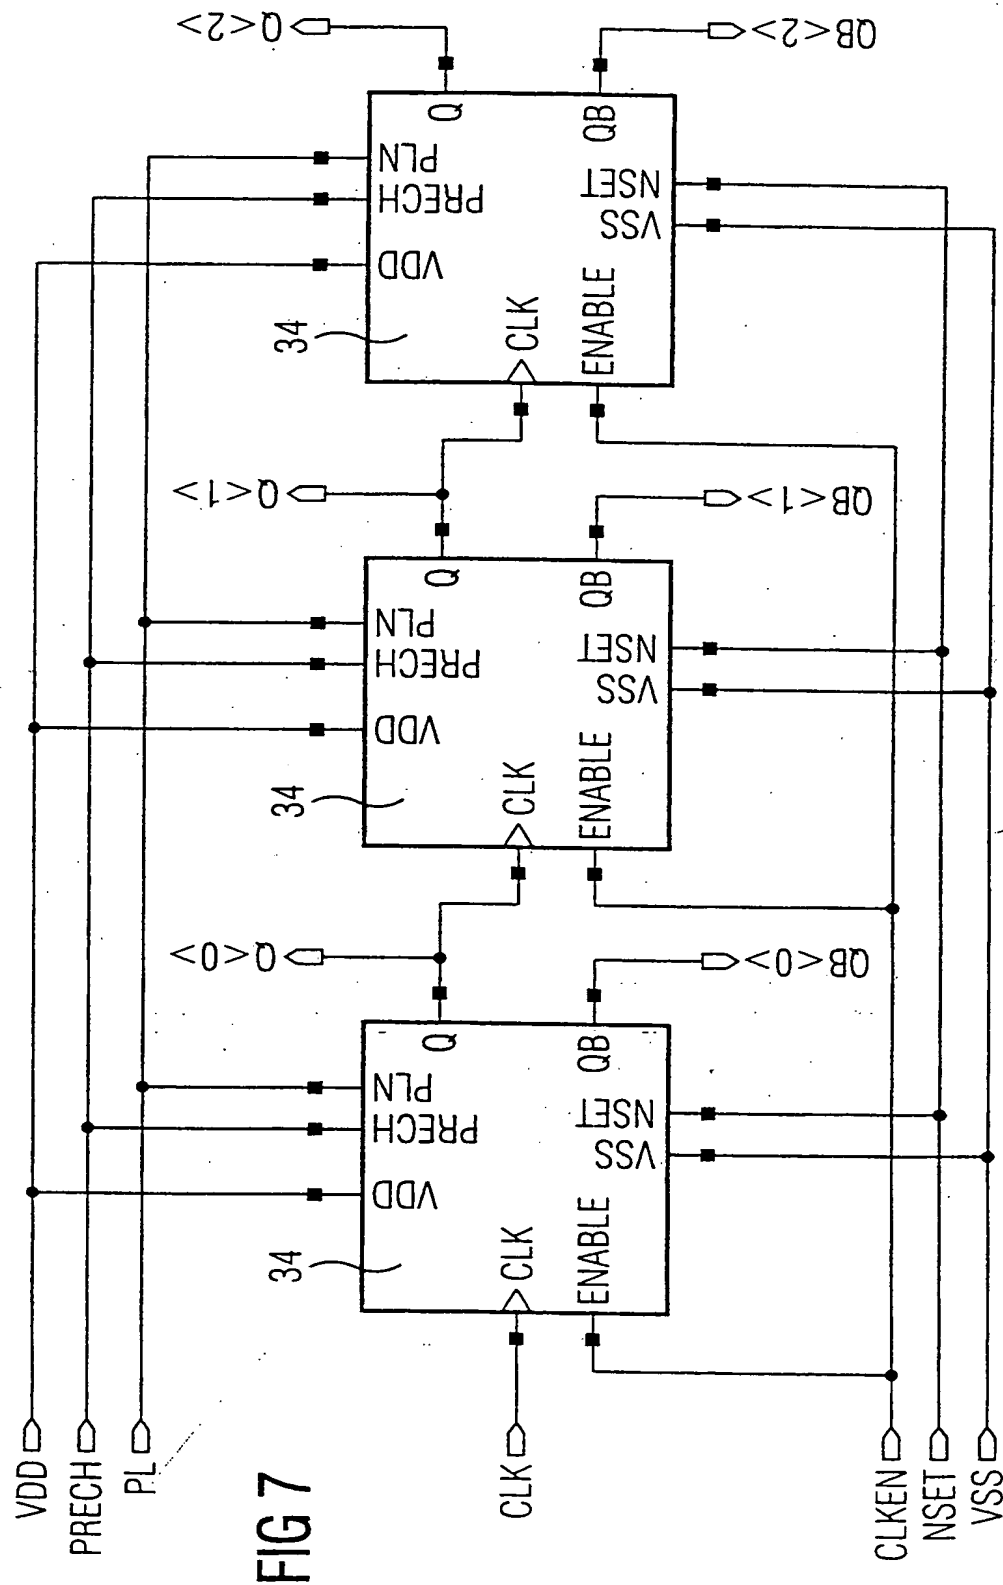 FIG 7
VDD
PRECH
PL
CLK
CLKEN
NSET
VSS
34
VDD
PRECH
PLN
Q
CLK
ENABLE
VSS
NSET
QB
Q<0>
QB<0>
34
VDD
PRECH
PLN
Q
CLK
ENABLE
VSS
NSET
QB
Q<1>
QB<1>
34
VDD
PRECH
PLN
Q
CLK
ENABLE
VSS
NSET
QB
Q<2>
QB<2>